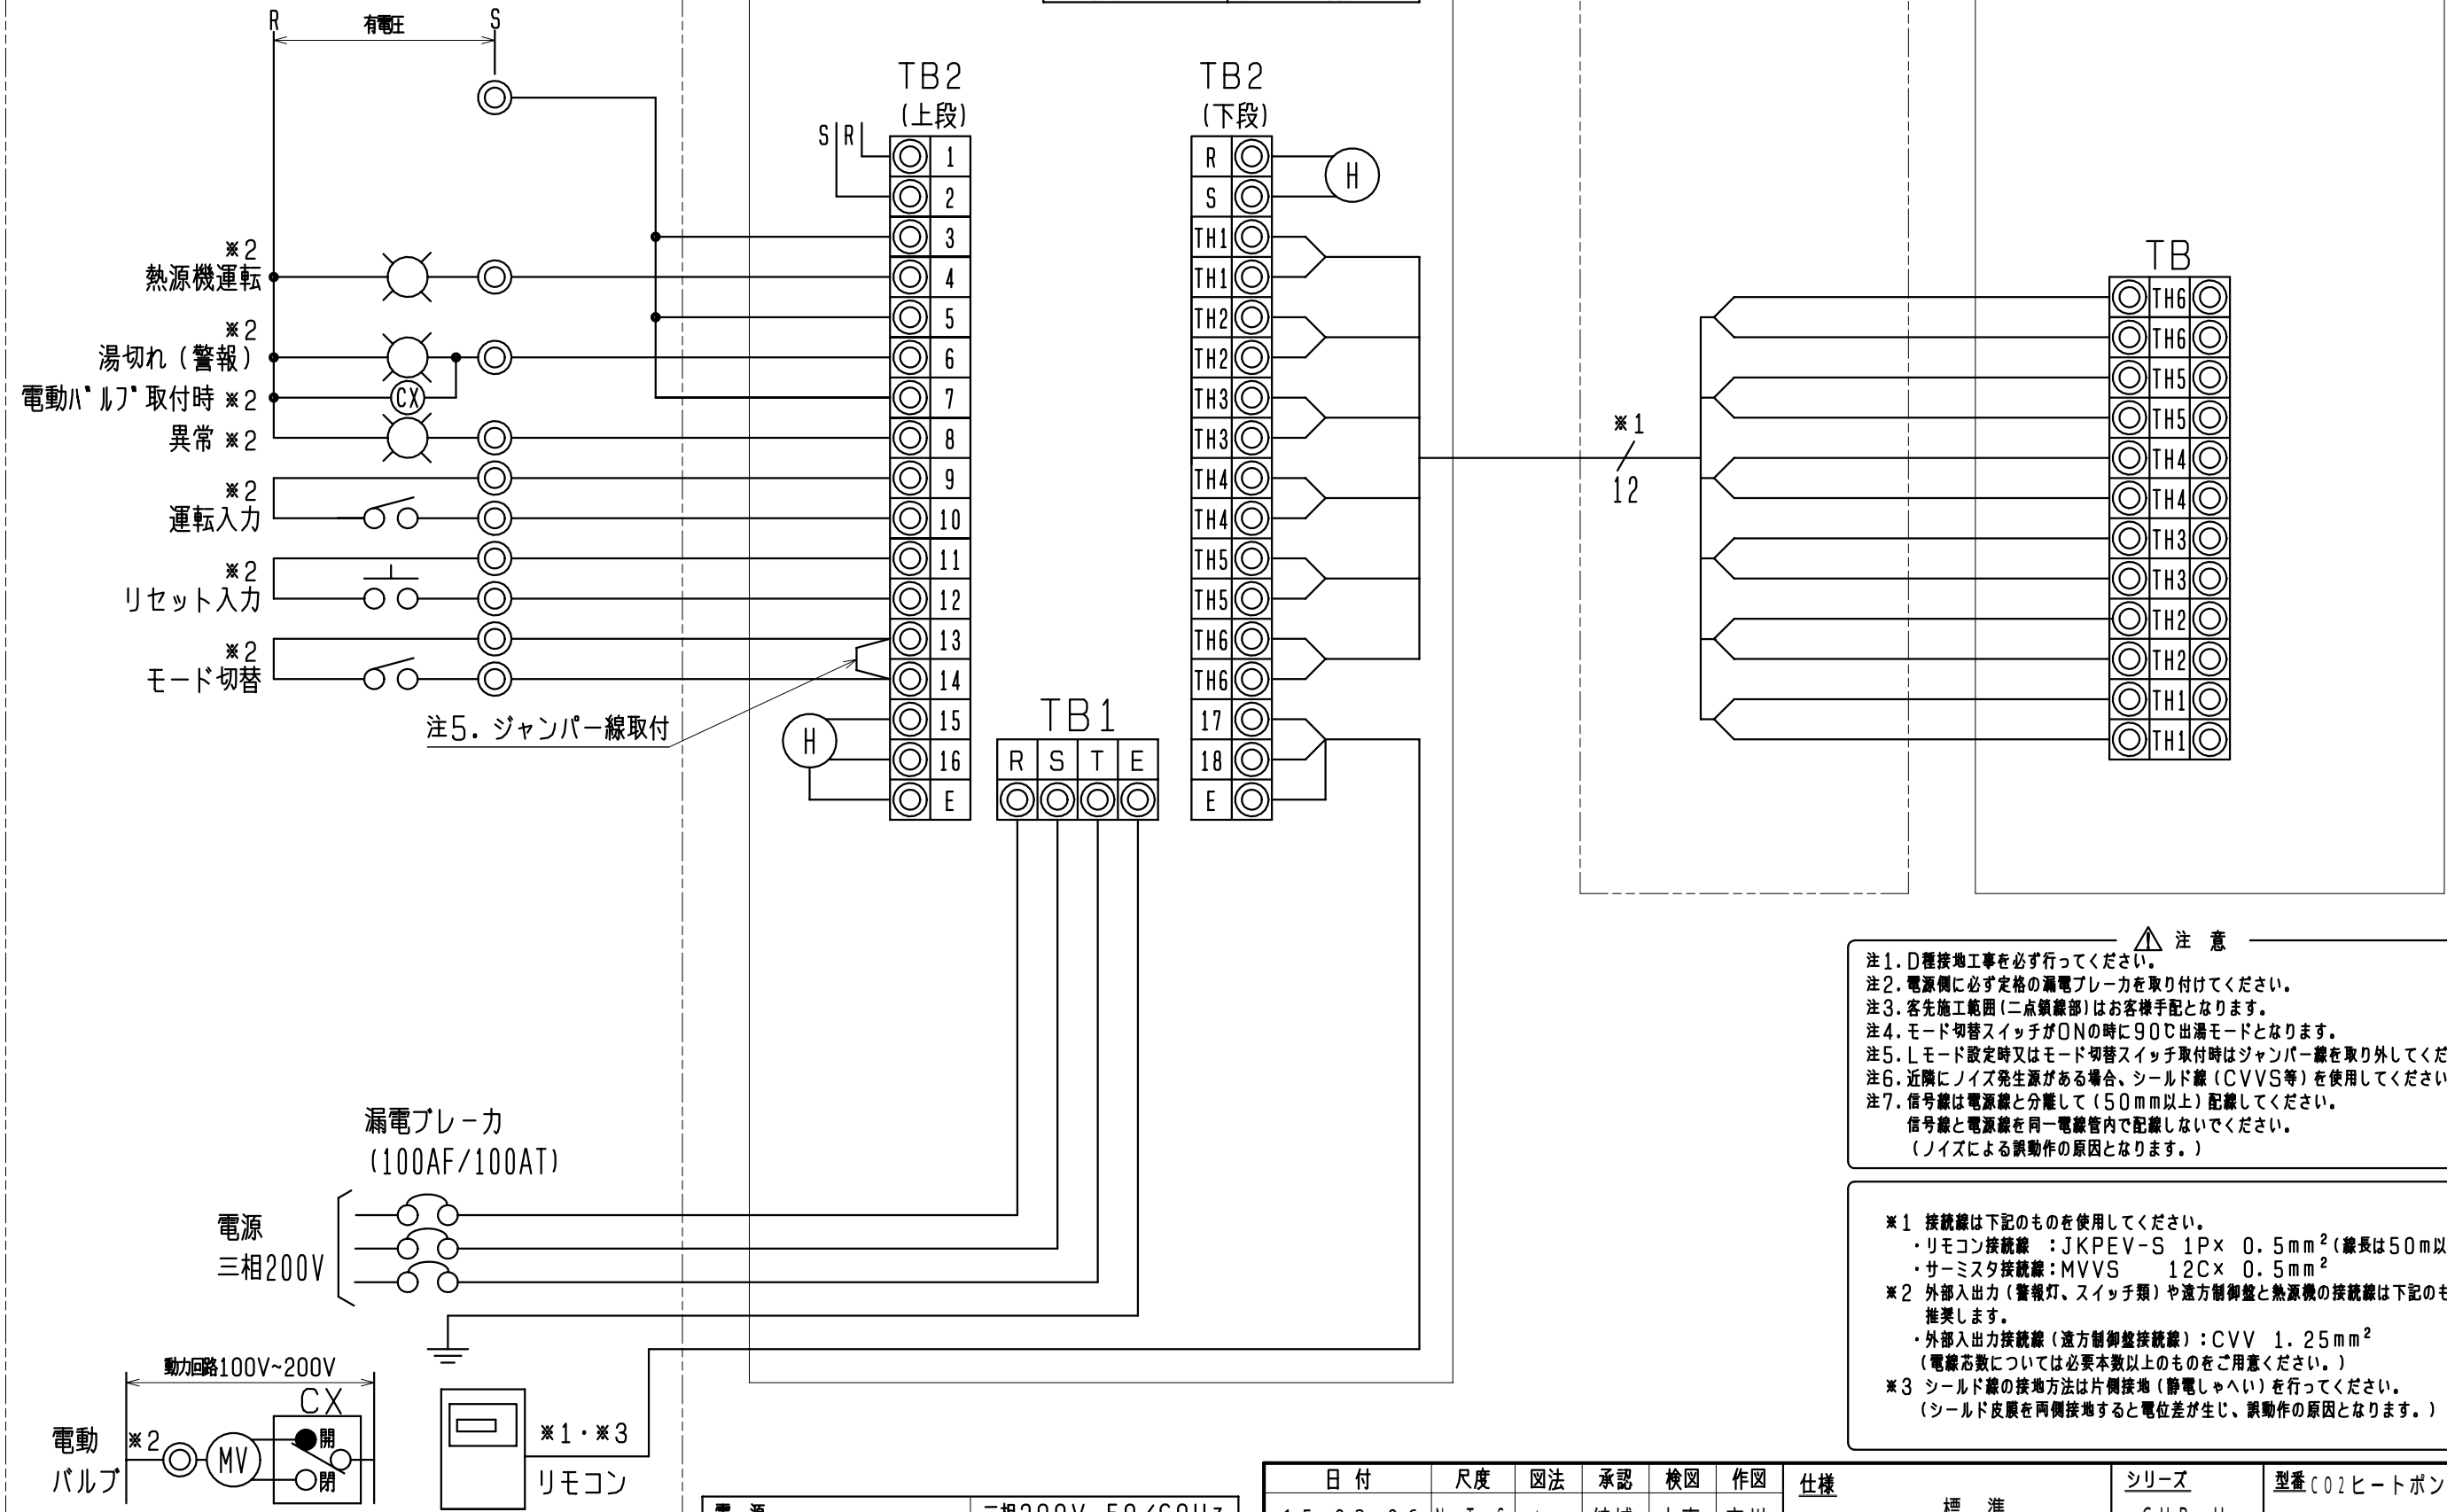 R 有電圧 S
TB2
(上段)
S R
1
2
3
4
5
6
7
8
9
10
11
12
13
14
15
16
E
※2
熱源機運転
※2
湯切れ(警報)
電動バルブ取付時 ※2
CX
異常 ※2
※2
運転入力
※2
リセット入力
※2
モード切替
注5. ジャンパー線取付
H
TB1
R S T E
TB2
(下段)
R
S
TH1
TH1
TH2
TH2
TH3
TH3
TH4
TH4
TH5
TH5
TH6
TH6
17
18
E
H
※1
12
TB
TH6
TH6
TH5
TH5
TH4
TH4
TH3
TH3
TH2
TH2
TH1
TH1
漏電ブレーカ
(100AF/100AT)
電源
三相200V
動力回路100V~200V
CX
電動
バルブ
※2
MV
開
閉
※1・※3
リモコン
注 意
注1. D種接地工事を必ず行ってください。
注2. 電源側に必ず定格の漏電ブレーカを取り付けてください。
注3. 客先施工範囲(二点鎖線部)はお客様手配となります。
注4. モード切替スイッチがONの時に90℃出湯モードとなります。
注5. Lモード設定時又はモード切替スイッチ取付時はジャンパー線を取り外してくだ
注6. 近隣にノイズ発生源がある場合、シールド線(CVVS等)を使用してください
注7. 信号線は電源線と分離して(50mm以上)配線してください。
信号線と電源線を同一電線管内で配線しないでください。
(ノイズによる誤動作の原因となります。)
※1 接続線は下記のものを使用してください。
・リモコン接続線 :JKPEV-S 1P× 0.5mm²(線長は50m以
・サーミスタ接続線:MVVS 12C× 0.5mm²
※2 外部入出力(警報灯、スイッチ類)や遠方制御盤と熱源機の接続線は下記のも
推奨します。
・外部入出力接続線(遠方制御盤接続線):CVV 1.25mm²
(電線芯数については必要本数以上のものをご用意ください。)
※3 シールド線の接地方法は片側接地(静電しゃへい)を行ってください。
(シールド皮膜を両側接地すると電位差が生じ、誤動作の原因となります。)
日付 尺度 図法 承認 検図 作図 仕様 シリーズ 型番 CO2ヒートポン
標 準
電 源 三相200V 50/60Hz